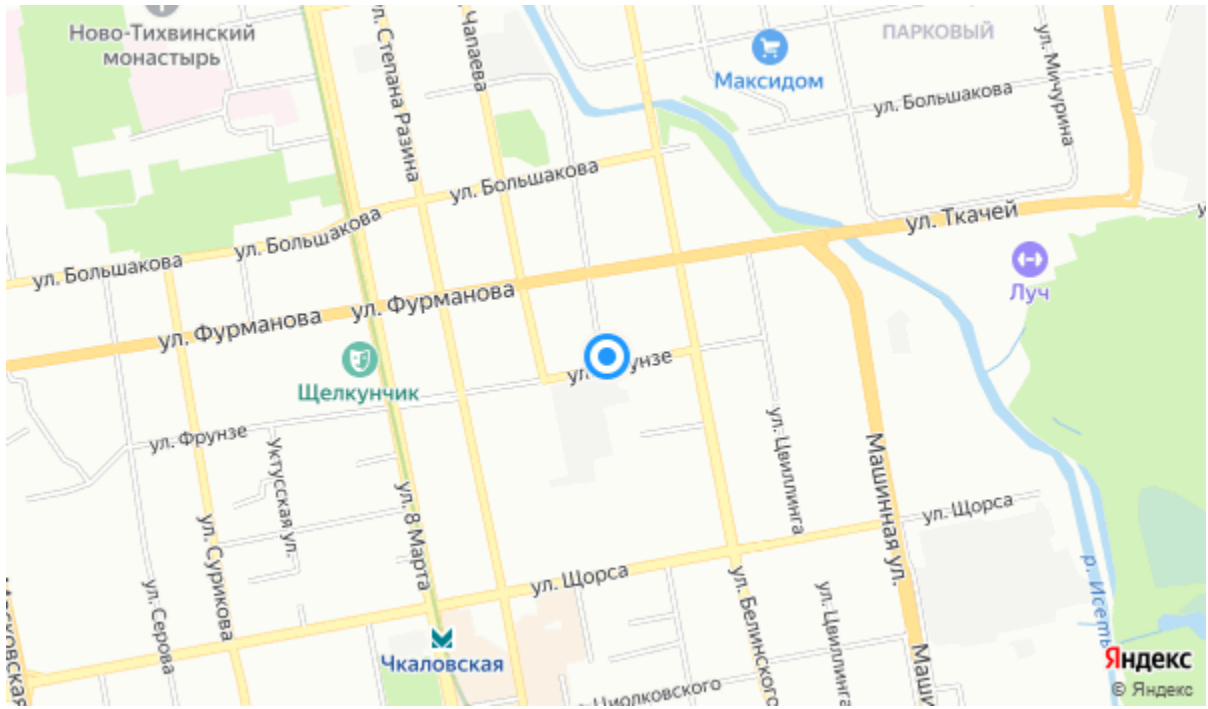 Ново-Тихвинский
монастырь
ул. Степана Разина
Чапаева
Максидом
ПАРКОВЫЙ
ул. Мичурина
ул. Большакова
ул. Большакова
ул. Большакова
ул. Большакова
ул. Ткачей
ул. Фурманова
ул. Фурманова
Луч
Щелкунчик
ул. Фрунзе
Уктусская ул.
ул. 8 Марта
ул. Цвиллинга
Машинная ул.
ул. Щорса
ул. Щорса
ул. Сурикова
ул. Серова
ул. Белинского
ул. Цвиллинга
р. Исеть
Чкаловская
Циолковского
Яндекс
© Яндекс